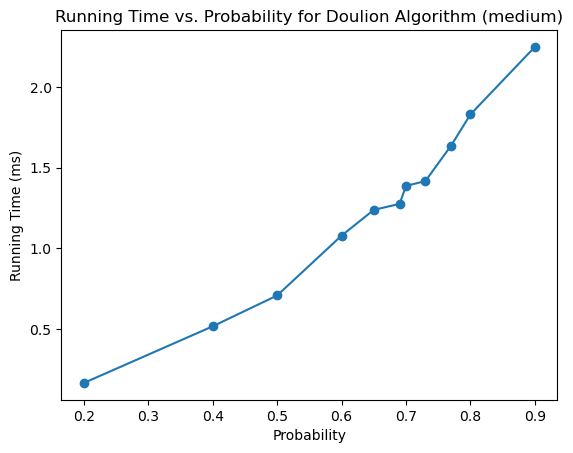 Running Time vs. Probability for Doulion Algorithm (medium)
Running Time (ms)
2.0
1.5
1.0
0.5
0.2 0.3 0.4 0.5 0.6 0.7 0.8 0.9
Probability